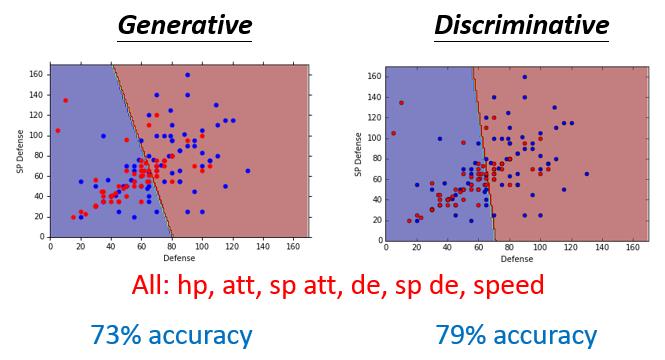 Generative
Discriminative
160
140
120
100
80
60
40
20
0
SP Defense
0 20 40 60 80 100 120 140 160
Defense
160
140
120
100
80
60
40
20
0
SP Defense
0 20 40 60 80 100 120 140 160
Defense
All: hp, att, sp att, de, sp de, speed
73% accuracy
79% accuracy